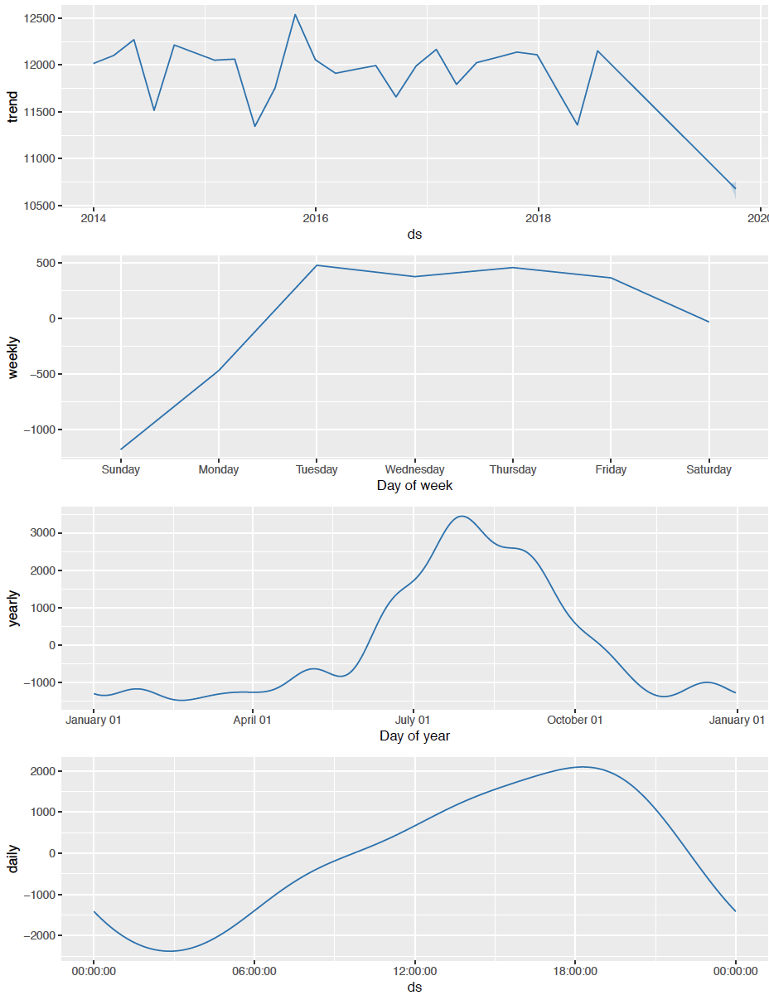 trend
12500
12000
11500
11000
10500
2014 2016 2018 2020
ds
weekly
500
0
−500
−1000
Sunday Monday Tuesday Wednesday Thursday Friday Saturday
Day of week
yearly
3000
2000
1000
0
−1000
January 01 April 01 July 01 October 01 January 01
Day of year
daily
2000
1000
0
−1000
−2000
00:00:00 06:00:00 12:00:00 18:00:00 00:00:00
ds